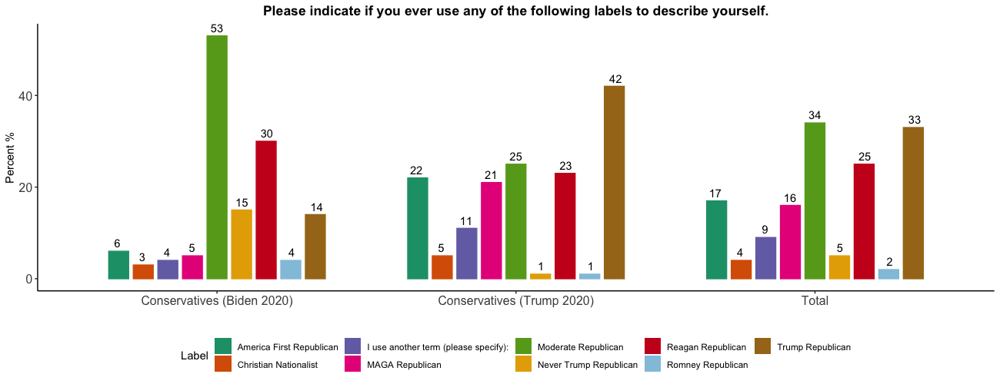 Please indicate if you ever use any of the following labels to describe yourself.
Percent %
40
20
0
6 3 4 5 53 15 30 4 14
22 5 11 21 25 1 23 1 42
17 4 9 16 34 5 25 2 33
Conservatives (Biden 2020) Conservatives (Trump 2020) Total
Label
America First Republican I use another term (please specify): Moderate Republican Reagan Republican Trump Republican
Christian Nationalist MAGA Republican Never Trump Republican Romney Republican